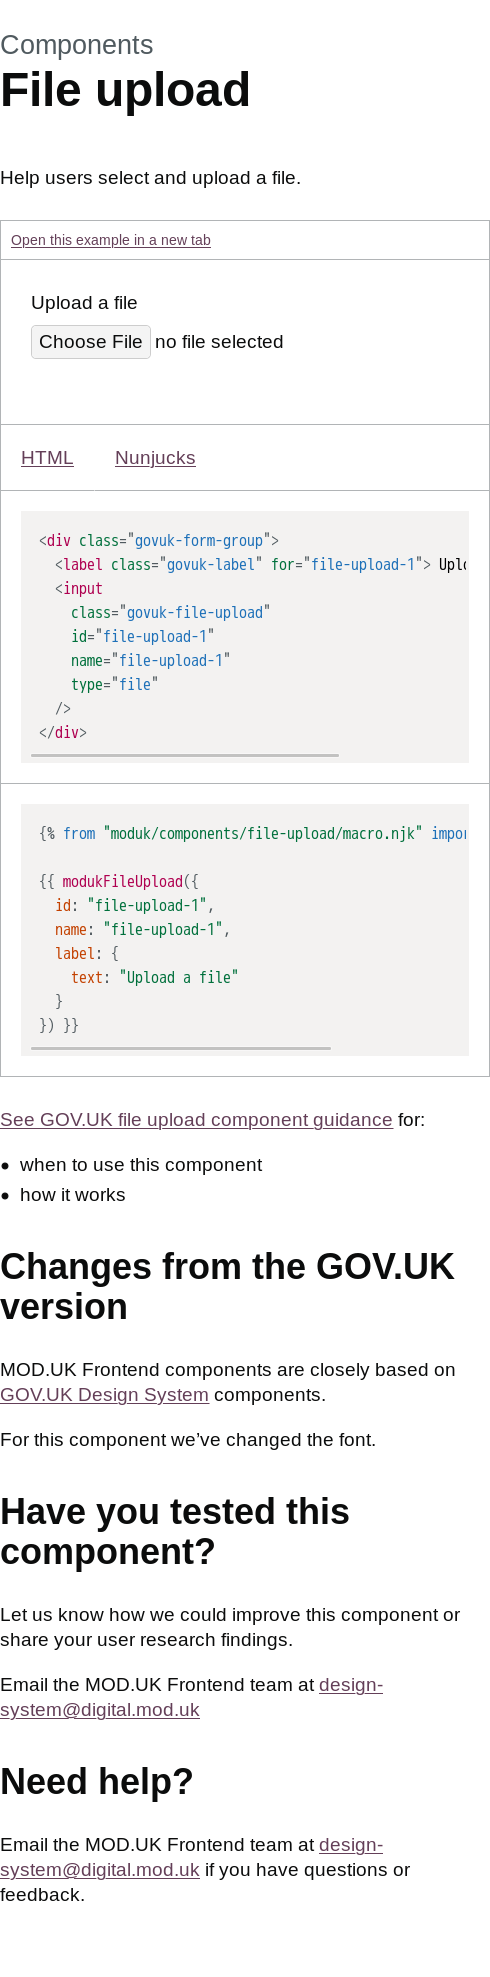 Components
File upload
Help users select and upload a file.
Open this example in a new tab
Upload a file
Choose File no file selected
HTML Nunjucks
<div class="govuk-form-group">
  <label class="govuk-label" for="file-upload-1"> Uplo
  <input
    class="govuk-file-upload"
    id="file-upload-1"
    name="file-upload-1"
    type="file"
  />
</div>
{% from "moduk/components/file-upload/macro.njk" impor
{{ modukFileUpload({
  id: "file-upload-1",
  name: "file-upload-1",
  label: {
    text: "Upload a file"
  }
}) }}
See GOV.UK file upload component guidance for:
• when to use this component
• how it works
Changes from the GOV.UK
version
MOD.UK Frontend components are closely based on
GOV.UK Design System components.
For this component we’ve changed the font.
Have you tested this
component?
Let us know how we could improve this component or
share your user research findings.
Email the MOD.UK Frontend team at design-
system@digital.mod.uk
Need help?
Email the MOD.UK Frontend team at design-
system@digital.mod.uk if you have questions or
feedback.